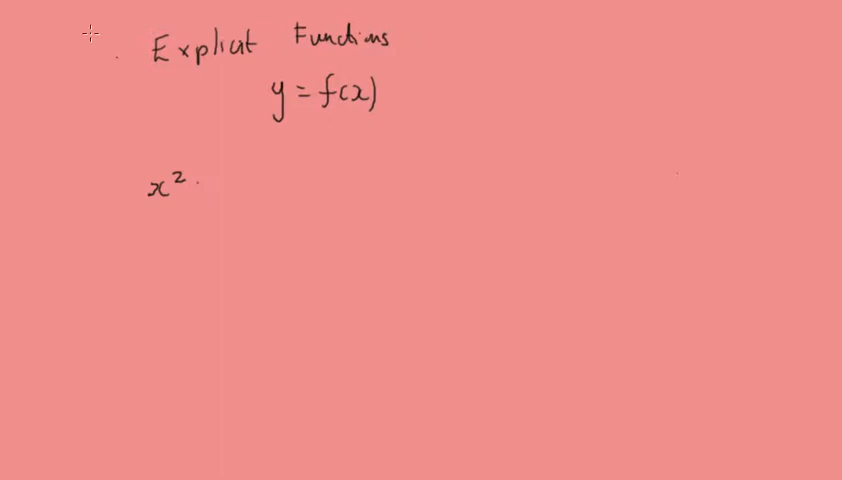 Explicit Functions
y = f(x)
x²